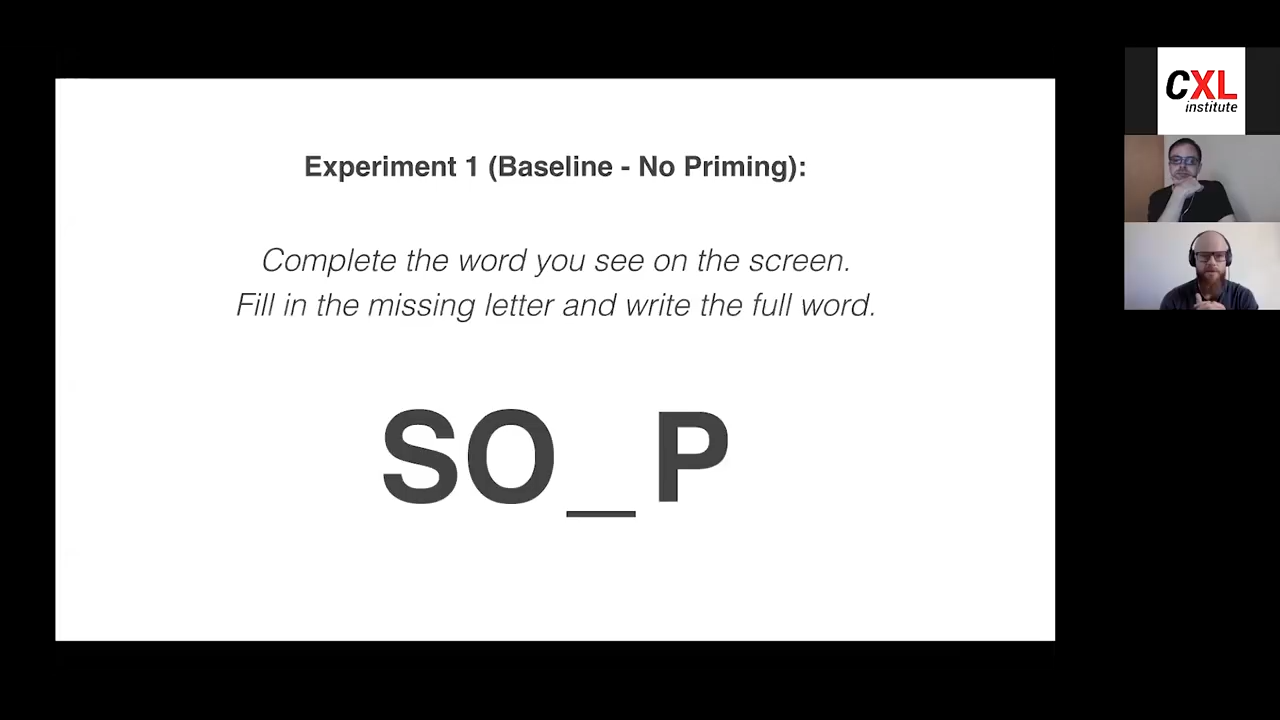 Experiment 1 (Baseline - No Priming):
Complete the word you see on the screen.
Fill in the missing letter and write the full word.
SO_P
CXL
institute